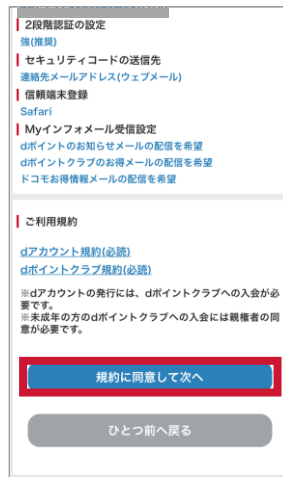 2段階認証の設定
強(推奨)
セキュリティコードの送信先
連絡先メールアドレス(ウェブメール)
信頼端末登録
Safari
Myインフォメール受信設定
dポイントのお知らせメールの配信を希望
dポイントクラブのお得メールの配信を希望
ドコモお得情報メールの配信を希望
ご利用規約
dアカウント規約(必読)
dポイントクラブ規約(必読)
※dアカウントの発行には、dポイントクラブへの入会が必
要です。
※未成年の方のdポイントクラブへの入会には親権者の同
意が必要です。
規約に同意して次へ
ひとつ前へ戻る